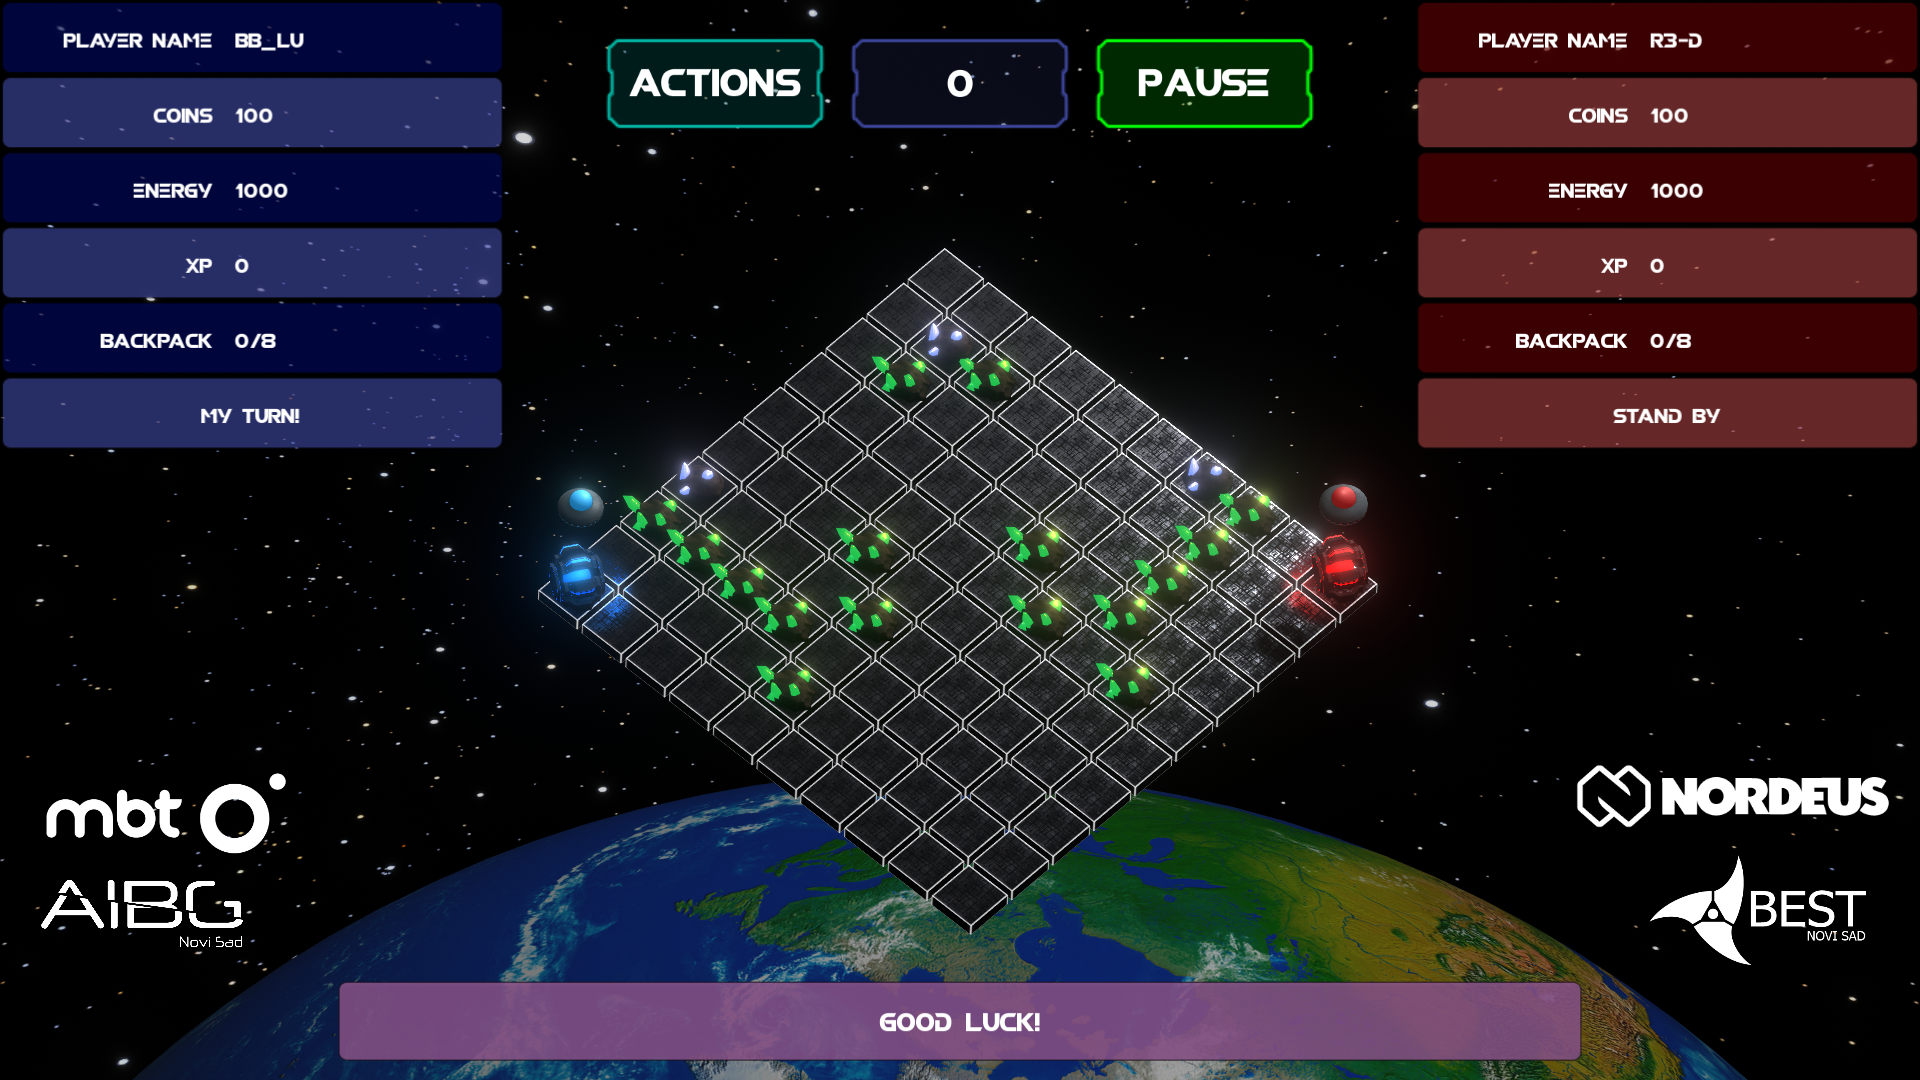 PLAYER NAME BB_LU
COINS 100
ENERGY 1000
XP 0
BACKPACK 0/8
MY TURN!
ACTIONS
0
PAUSE
PLAYER NAME R3-D
COINS 100
ENERGY 1000
XP 0
BACKPACK 0/8
STAND BY
mbt
AIBG
Novi Sad
NORDEUS
BEST
NOVI SAD
GOOD LUCK!